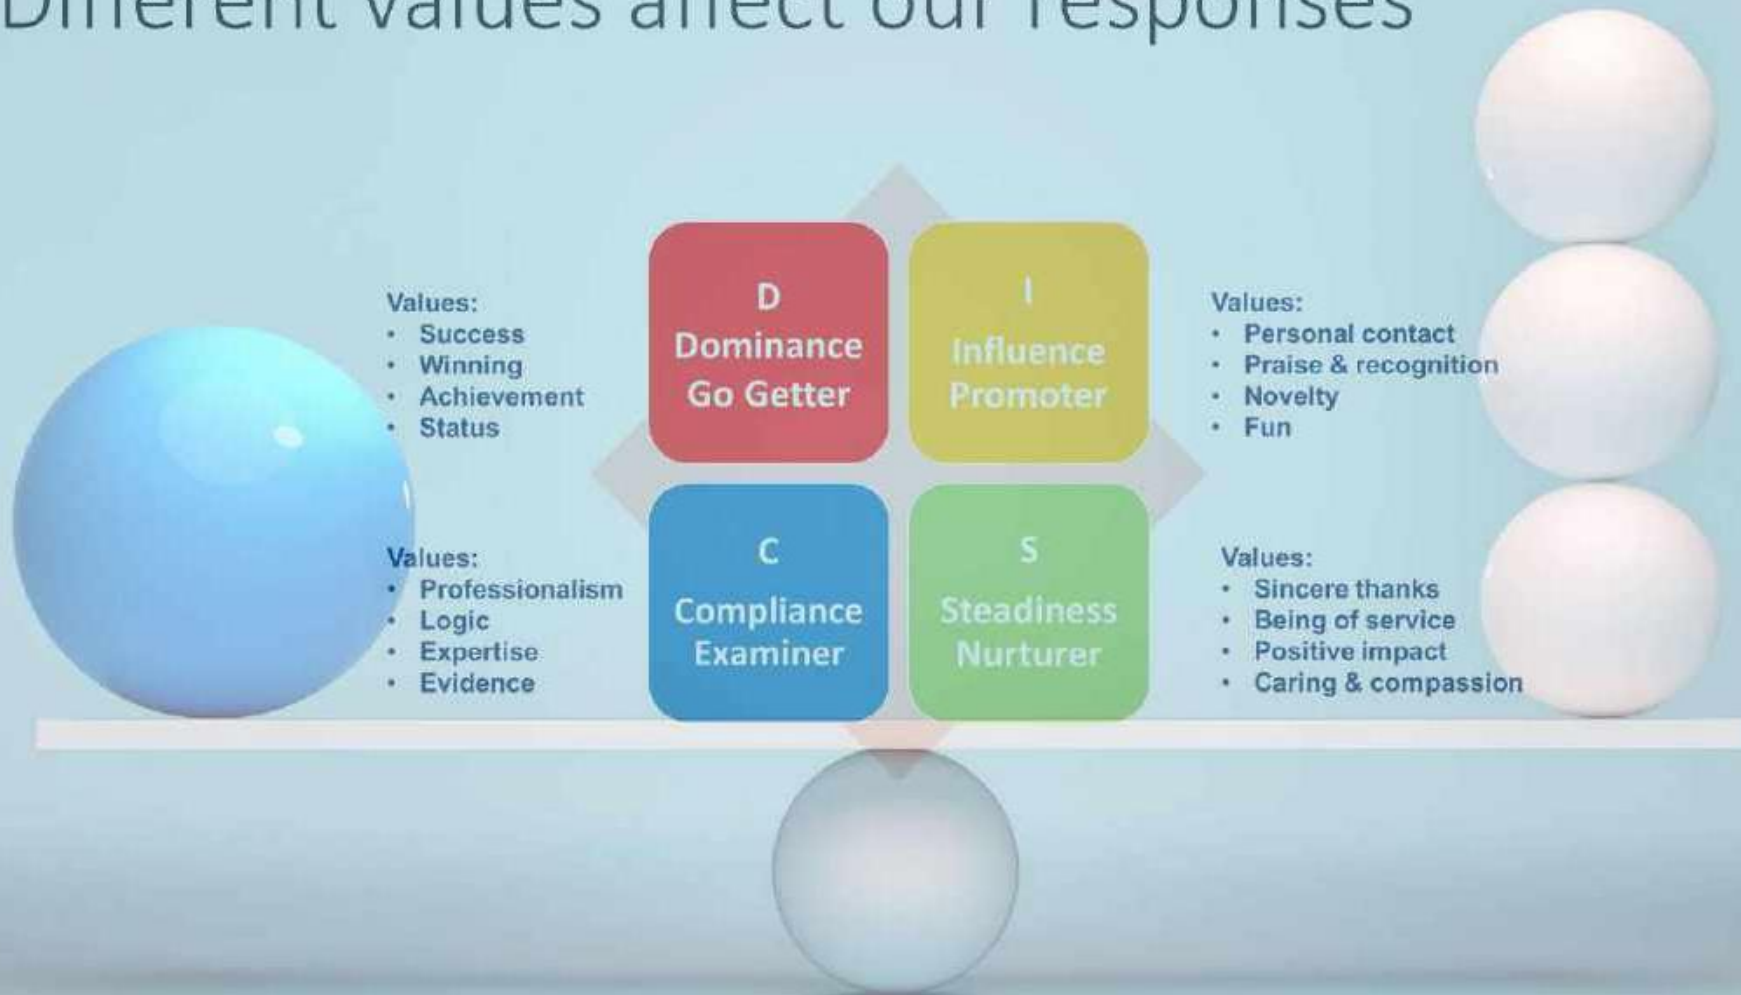 Different values affect our responses
Values:
• Success
• Winning
• Achievement
• Status
D
Dominance
Go Getter
I
Influence
Promoter
Values:
• Personal contact
• Praise & recognition
• Novelty
• Fun
Values:
• Professionalism
• Logic
• Expertise
• Evidence
C
Compliance
Examiner
S
Steadiness
Nurturer
Values:
• Sincere thanks
• Being of service
• Positive impact
• Caring & compassion